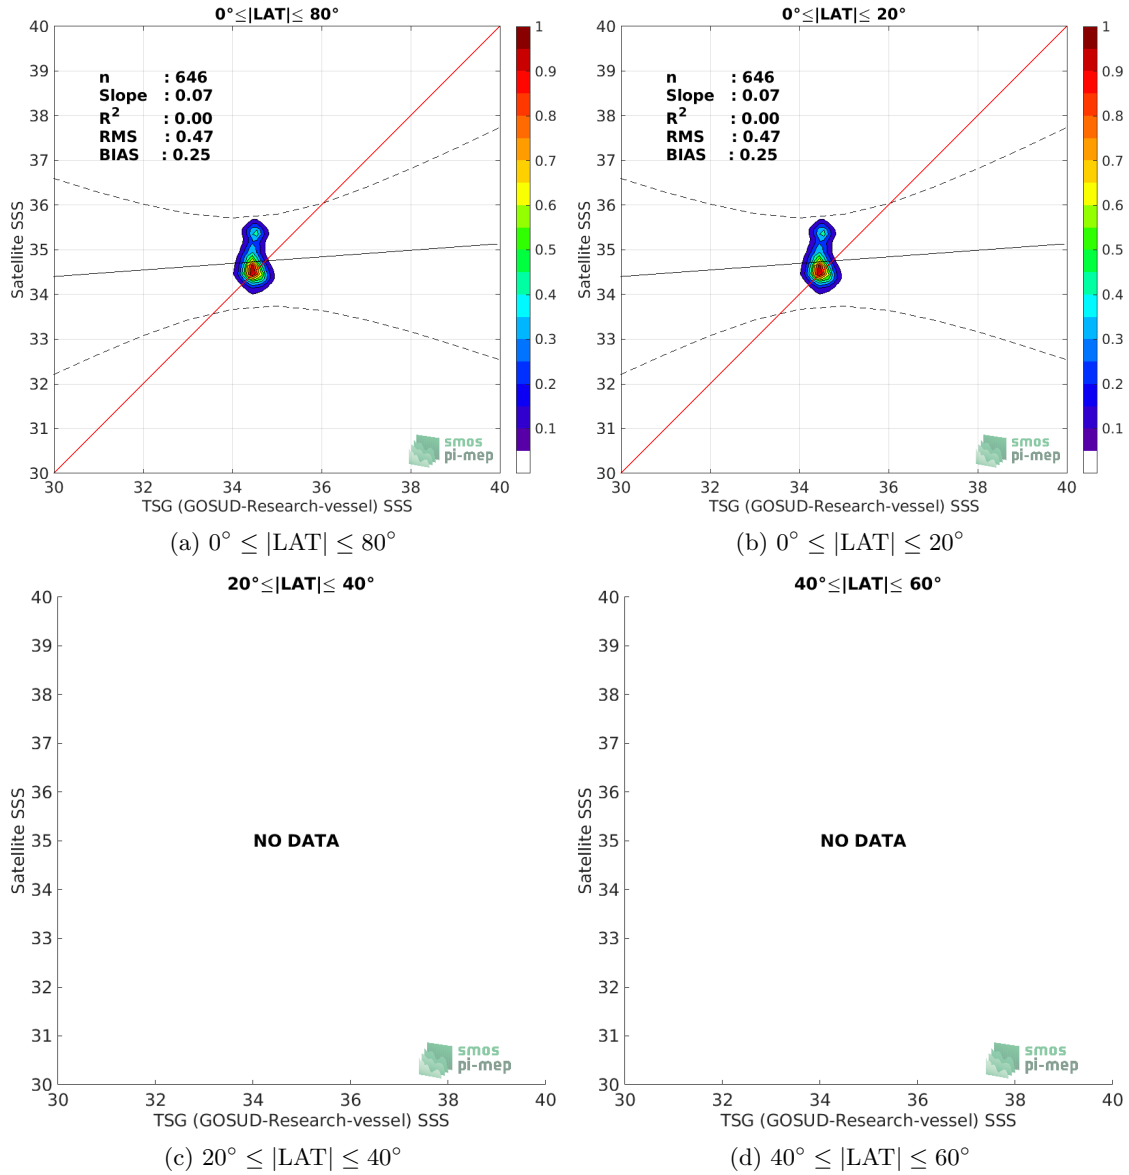 0°≤|LAT|≤ 80°
40
39
38
37
36
35
34
33
32
31
30
n : 646
Slope : 0.07
R² : 0.00
RMS : 0.47
BIAS : 0.25
1
0.9
0.8
0.7
0.6
0.5
0.4
0.3
0.2
0.1
smos
pi-mep
30 32 34 36 38 40
Satellite SSS
TSG (GOSUD-Research-vessel) SSS
(a) 0° ≤ |LAT| ≤ 80°
0°≤|LAT|≤ 20°
40
39
38
37
36
35
34
33
32
31
30
n : 646
Slope : 0.07
R² : 0.00
RMS : 0.47
BIAS : 0.25
1
0.9
0.8
0.7
0.6
0.5
0.4
0.3
0.2
0.1
smos
pi-mep
30 32 34 36 38 40
Satellite SSS
TSG (GOSUD-Research-vessel) SSS
(b) 0° ≤ |LAT| ≤ 20°
20°≤|LAT|≤ 40°
40
39
38
37
36
35
34
33
32
31
30
NO DATA
smos
pi-mep
30 32 34 36 38 40
Satellite SSS
TSG (GOSUD-Research-vessel) SSS
(c) 20° ≤ |LAT| ≤ 40°
40°≤|LAT|≤ 60°
40
39
38
37
36
35
34
33
32
31
30
NO DATA
smos
pi-mep
30 32 34 36 38 40
Satellite SSS
TSG (GOSUD-Research-vessel) SSS
(d) 40° ≤ |LAT| ≤ 60°